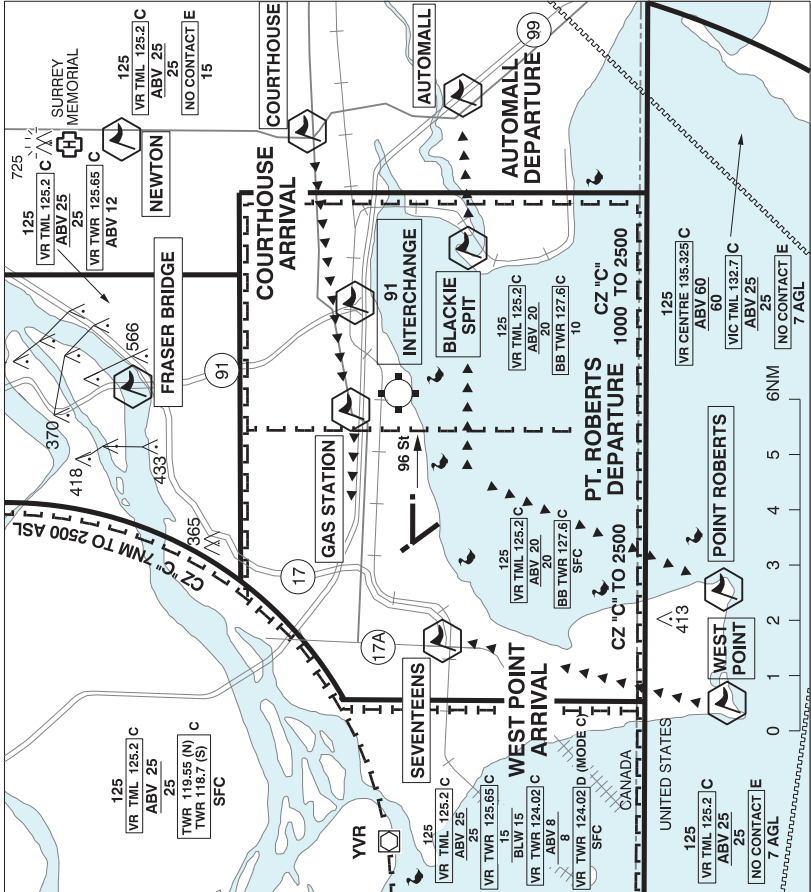 725
SURREY
MEMORIAL
125
VR TML 125.2 C
ABV 25
25
NO CONTACT E
15
COURTHOUSE
AUTOMALL
99
125
VR TML 125.2 C
ABV 25
25
VR TWR 125.65 C
ABV 12
NEWTON
COURTHOUSE
ARRIVAL
AUTOMALL
DEPARTURE
566
FRASER BRIDGE
91
91
INTERCHANGE
BLACKIE
SPIT
125
VR TML 125.2 C
ABV 20
20
BB TWR 127.6 C
10
CZ "C"
1000 TO 2500
125
VR CENTRE 135.325 C
ABV 60
60
VIC TML 132.7 C
ABV 25
25
NO CONTACT E
7 AGL
370
418
433
365
CZ "C" 7NM TO 2500 ASL
GAS STATION
96 St
PT. ROBERTS
DEPARTURE
17
125
VR TML 125.2 C
ABV 20
20
BB TWR 127.6 C
SFC
CZ "C" TO 2500
POINT ROBERTS
413
WEST
POINT
17A
SEVENTEENS
WEST POINT
ARRIVAL
125
VR TML 125.2 C
ABV 25
25
TWR 119.55 (N)
TWR 118.7 (S)
C
SFC
YVR
125
VR TML 125.2 C
ABV 25
25
VR TWR 125.65 C
15
BLW 15
VR TWR 124.02 C
ABV 8
8
VR TWR 124.02 D (MODE C)
SFC
CANADA
UNITED STATES
125
VR TML 125.2 C
ABV 25
25
NO CONTACT E
7 AGL
0 1 2 3 4 5 6NM